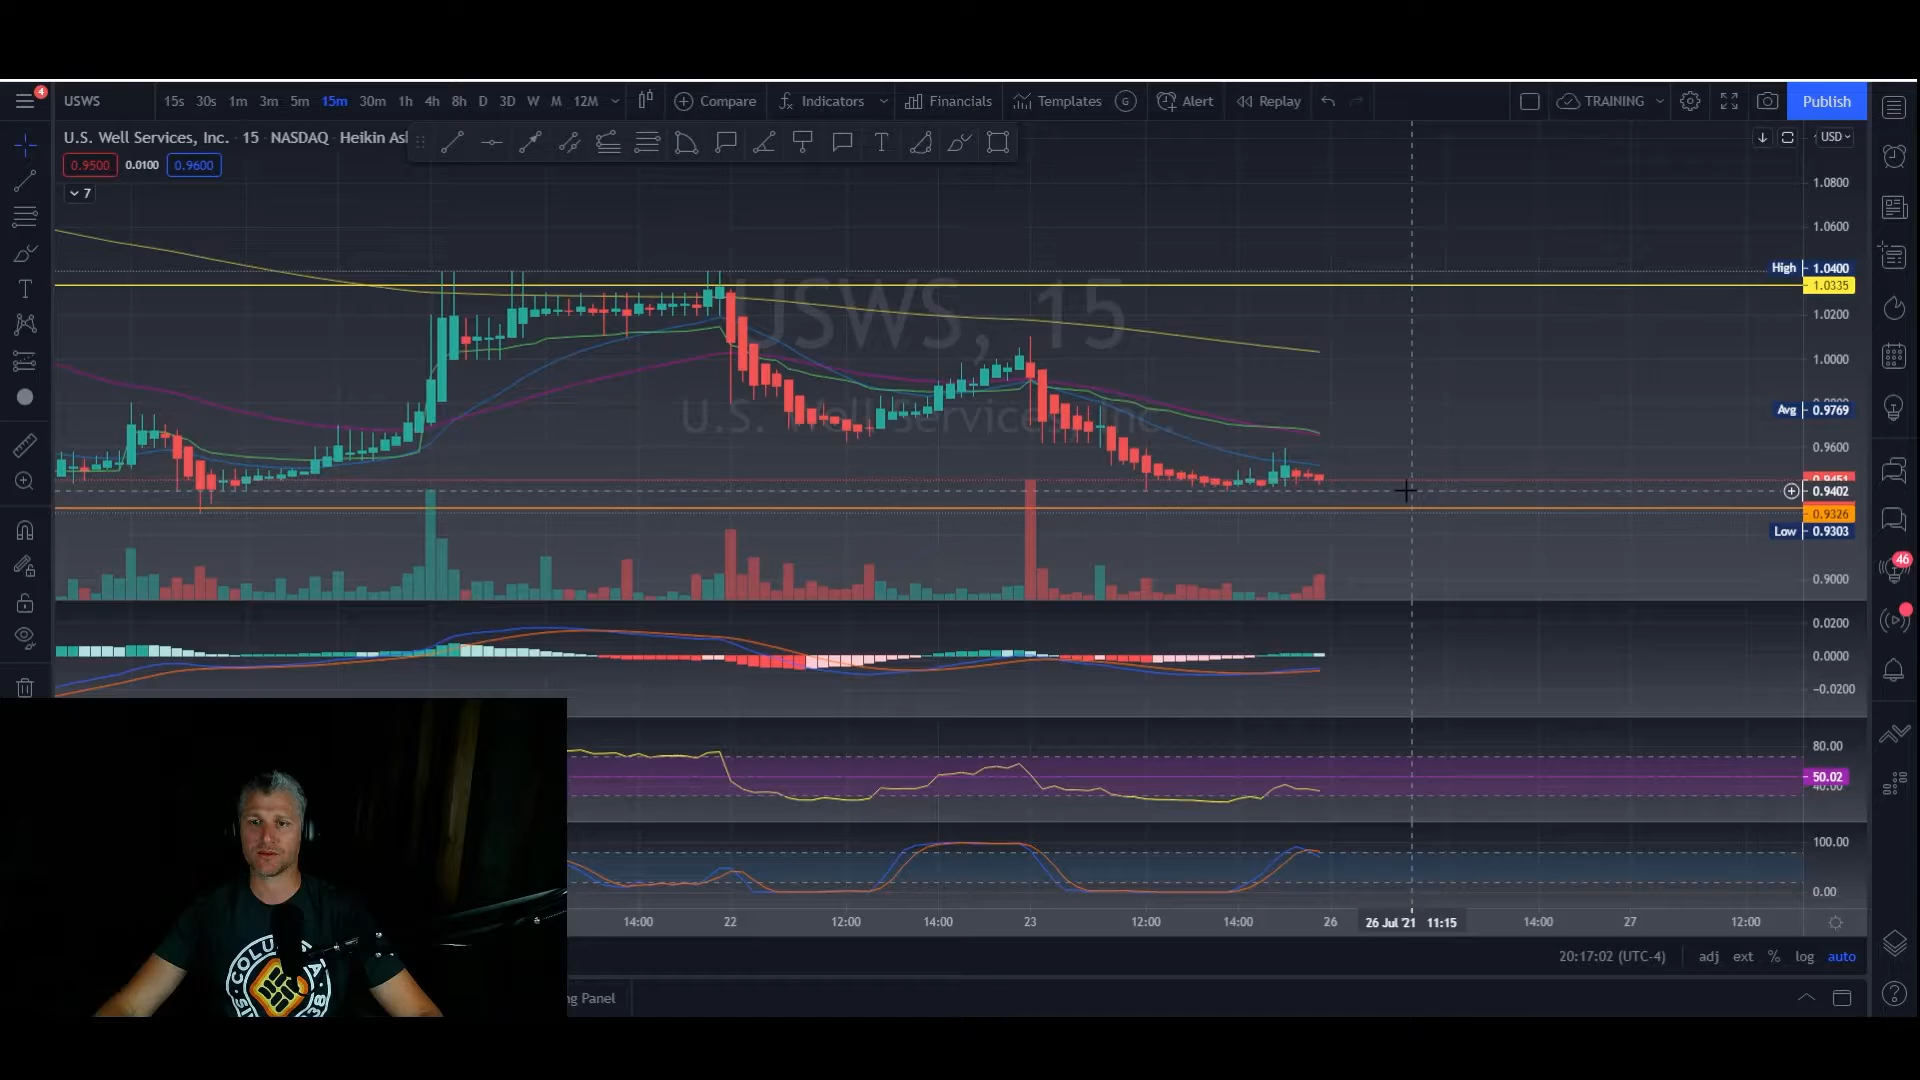 4
USWS
15s 30s 1m 3m 5m 15m 30m 1h 4h 8h D 3D W M 12M
Compare Indicators Financials Templates G Alert Replay TRAINING Publish
U.S. Well Services, Inc. · 15 · NASDAQ · Heikin
0.9500 0.0100 0.9600
7
USD
1.0800
1.0600
High 1.0400
1.0335
USWS, 15
1.0200
1.0000
Avg 0.9769
U.S. Well Services, Inc.
0.9600
0.9451
0.9402
0.9326
Low 0.9303
46
0.9000
0.0200
0.0000
−0.0200
80.00
50.02
40.00
100.00
0.00
14:00 22 12:00 14:00 23 12:00 14:00 26 26 Jul '21 11:15 14:00 27 12:00
20:17:02 (UTC-4) adj ext % log auto
Panel